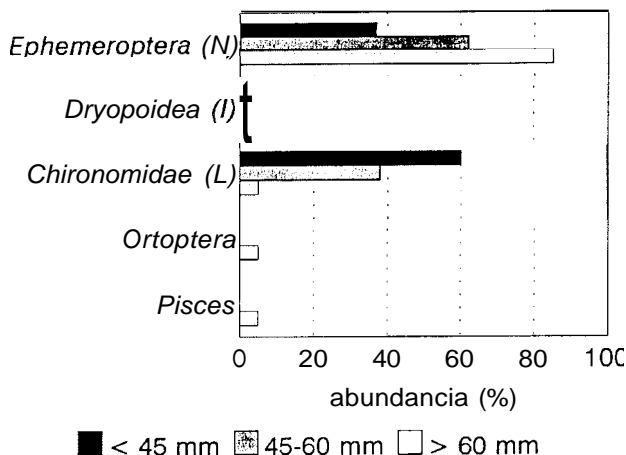 Ephemeroptera (N)
Dryopoidea (I)
Chironomidae (L)
Ortoptera
Pisces
0 20 40 60 80 100
abundancia (%)
< 45 mm 45-60 mm > 60 mm